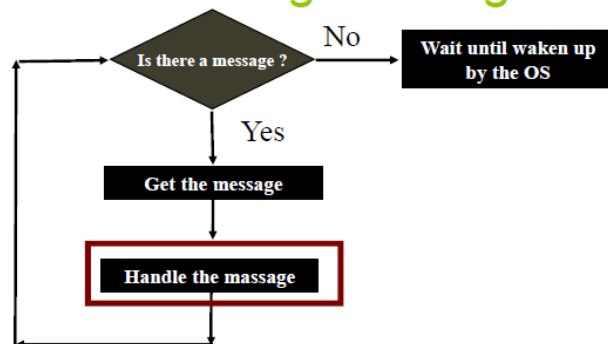 Is there a message ?
No
Wait until waken up
by the OS
Yes
Get the message
Handle the massage